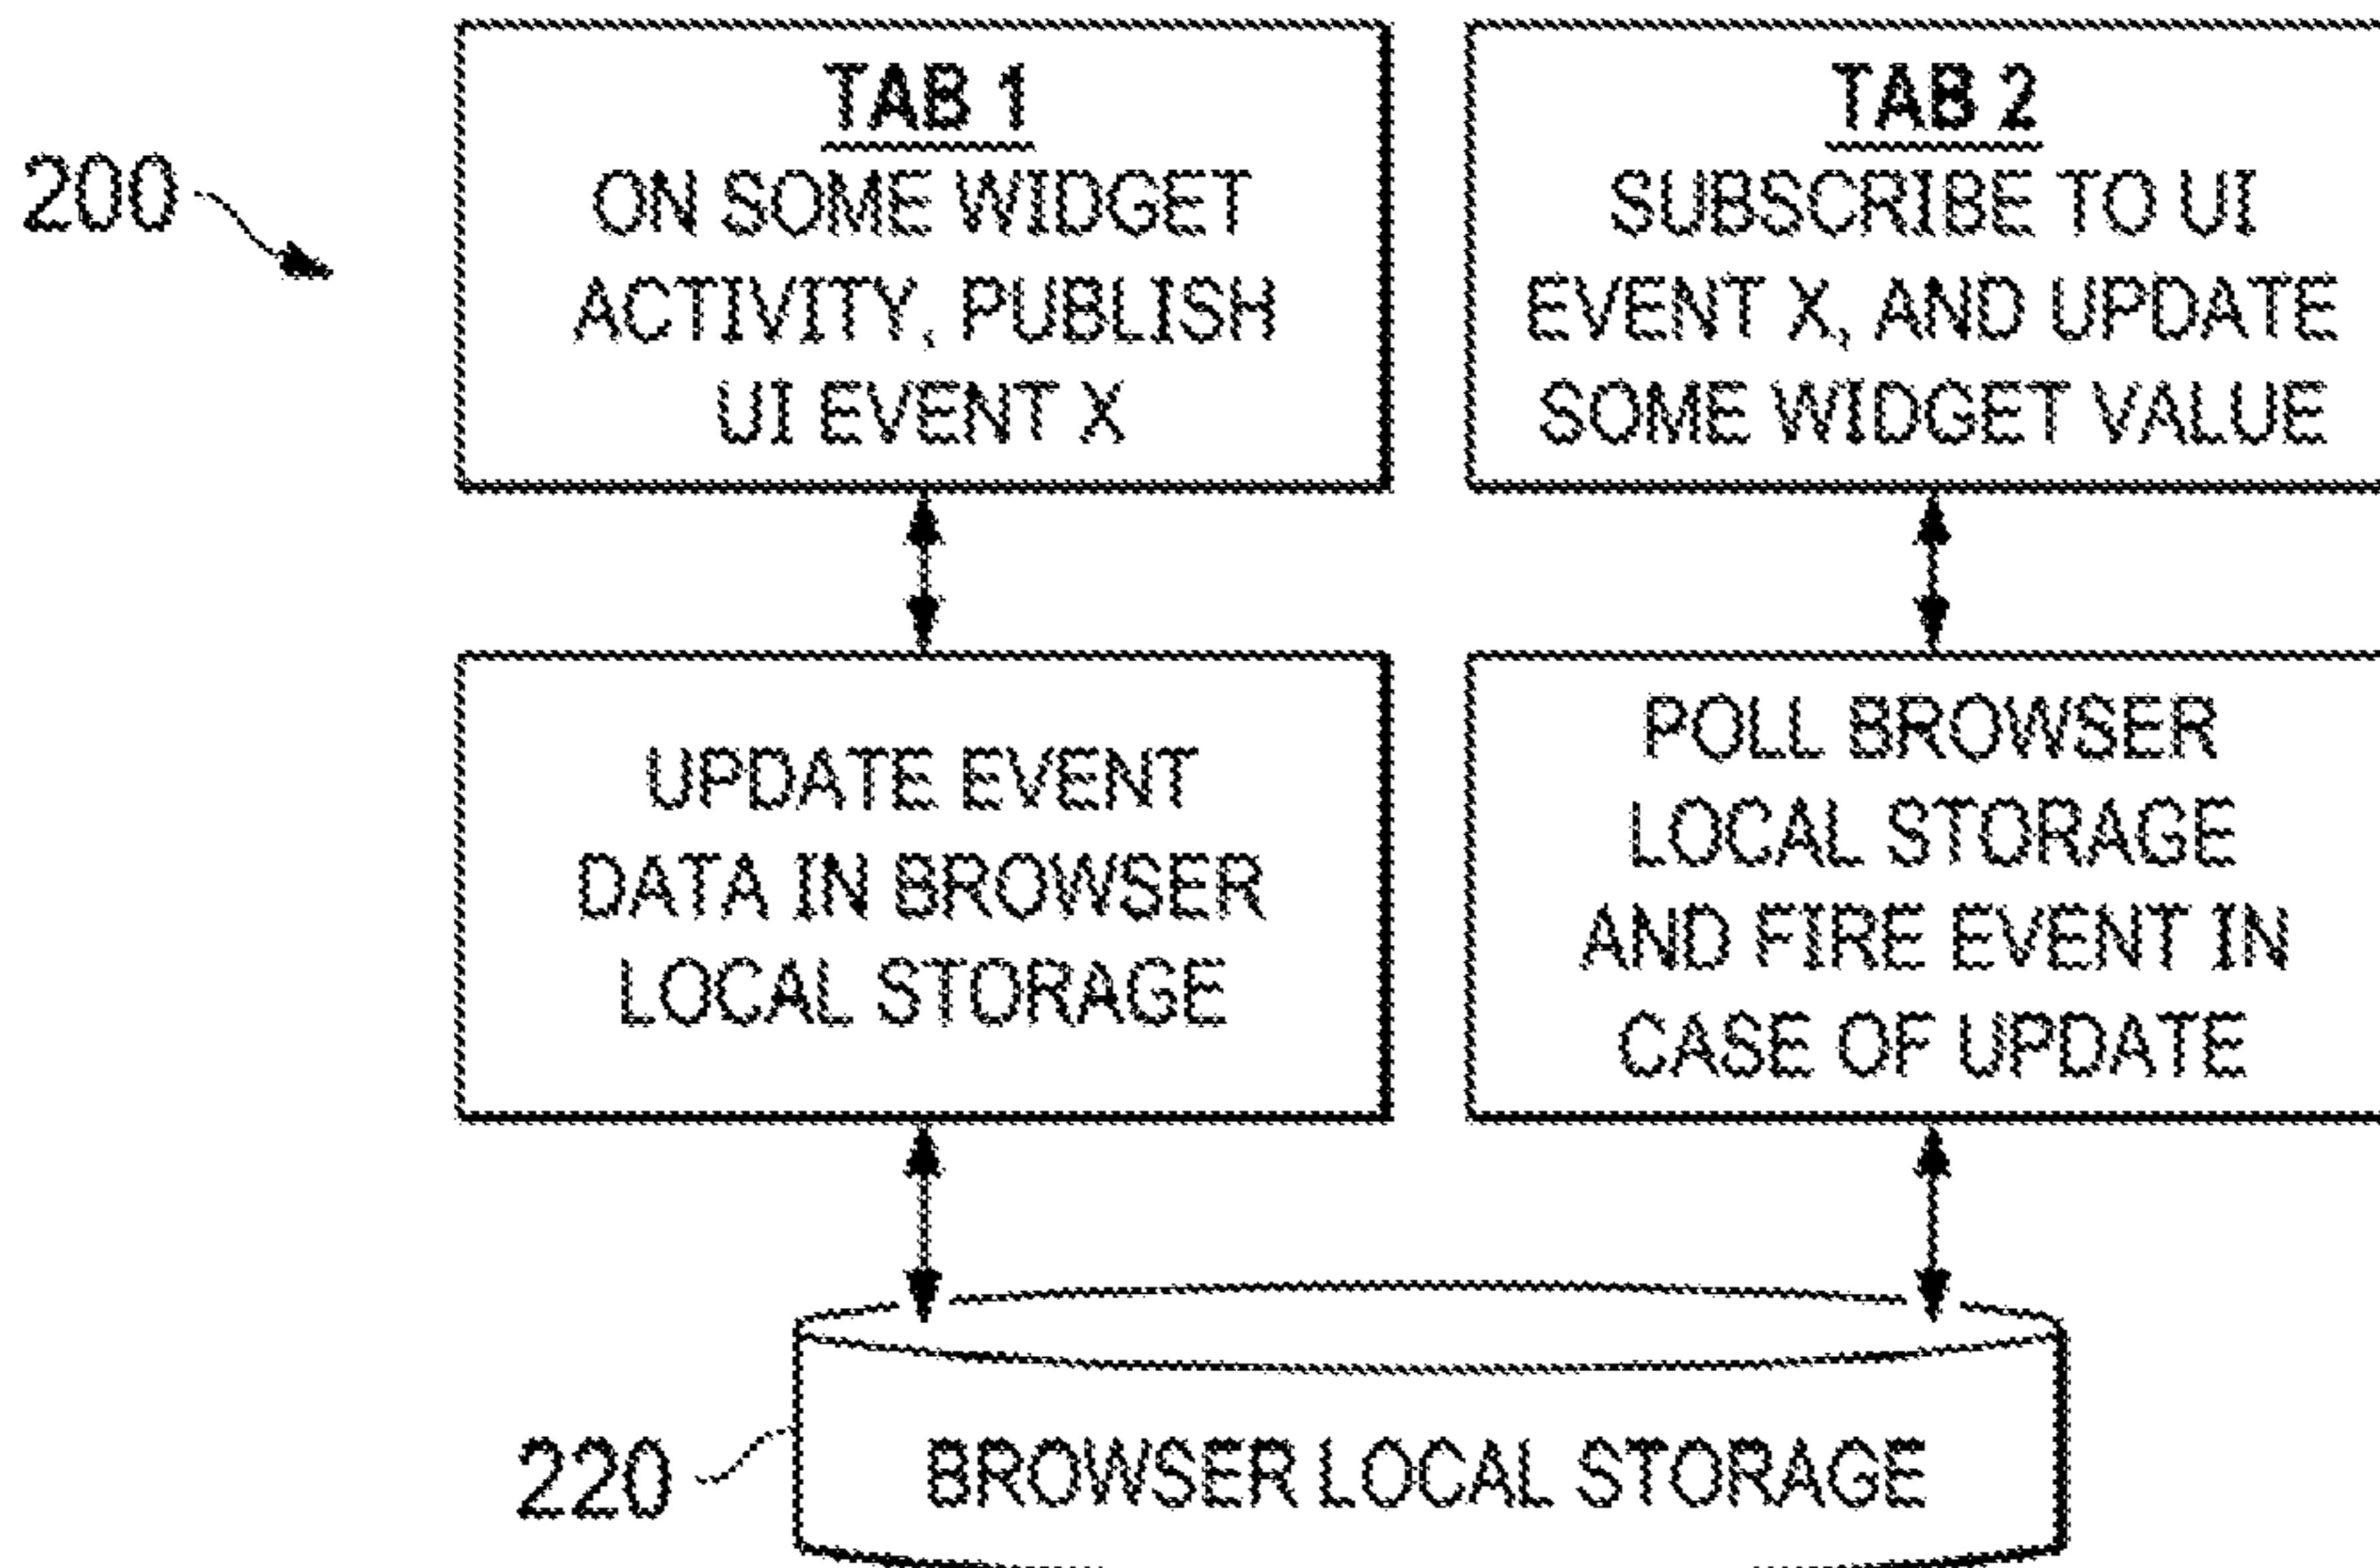 200
TAB 1
ON SOME WIDGET
ACTIVITY, PUBLISH
UI EVENT X
TAB 2
SUBSCRIBE TO UI
EVENT X, AND UPDATE
SOME WIDGET VALUE
UPDATE EVENT
DATA IN BROWSER
LOCAL STORAGE
POLL BROWSER
LOCAL STORAGE
AND FIRE EVENT IN
CASE OF UPDATE
220
BROWSER LOCAL STORAGE